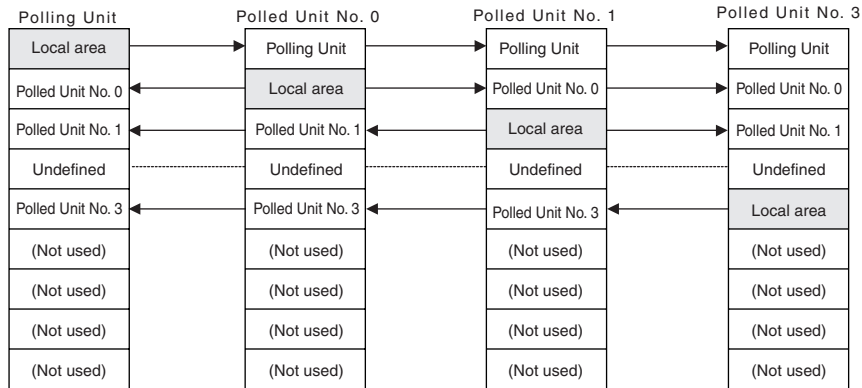 Polling Unit Polled Unit No. 0 Polled Unit No. 1 Polled Unit No. 3
Local area Polling Unit Polling Unit Polling Unit
Polled Unit No. 0 Local area Polled Unit No. 0 Polled Unit No. 0
Polled Unit No. 1 Polled Unit No. 1 Local area Polled Unit No. 1
Undefined Undefined Undefined Undefined
Polled Unit No. 3 Polled Unit No. 3 Polled Unit No. 3 Local area
(Not used) (Not used) (Not used) (Not used)
(Not used) (Not used) (Not used) (Not used)
(Not used) (Not used) (Not used) (Not used)
(Not used) (Not used) (Not used) (Not used)